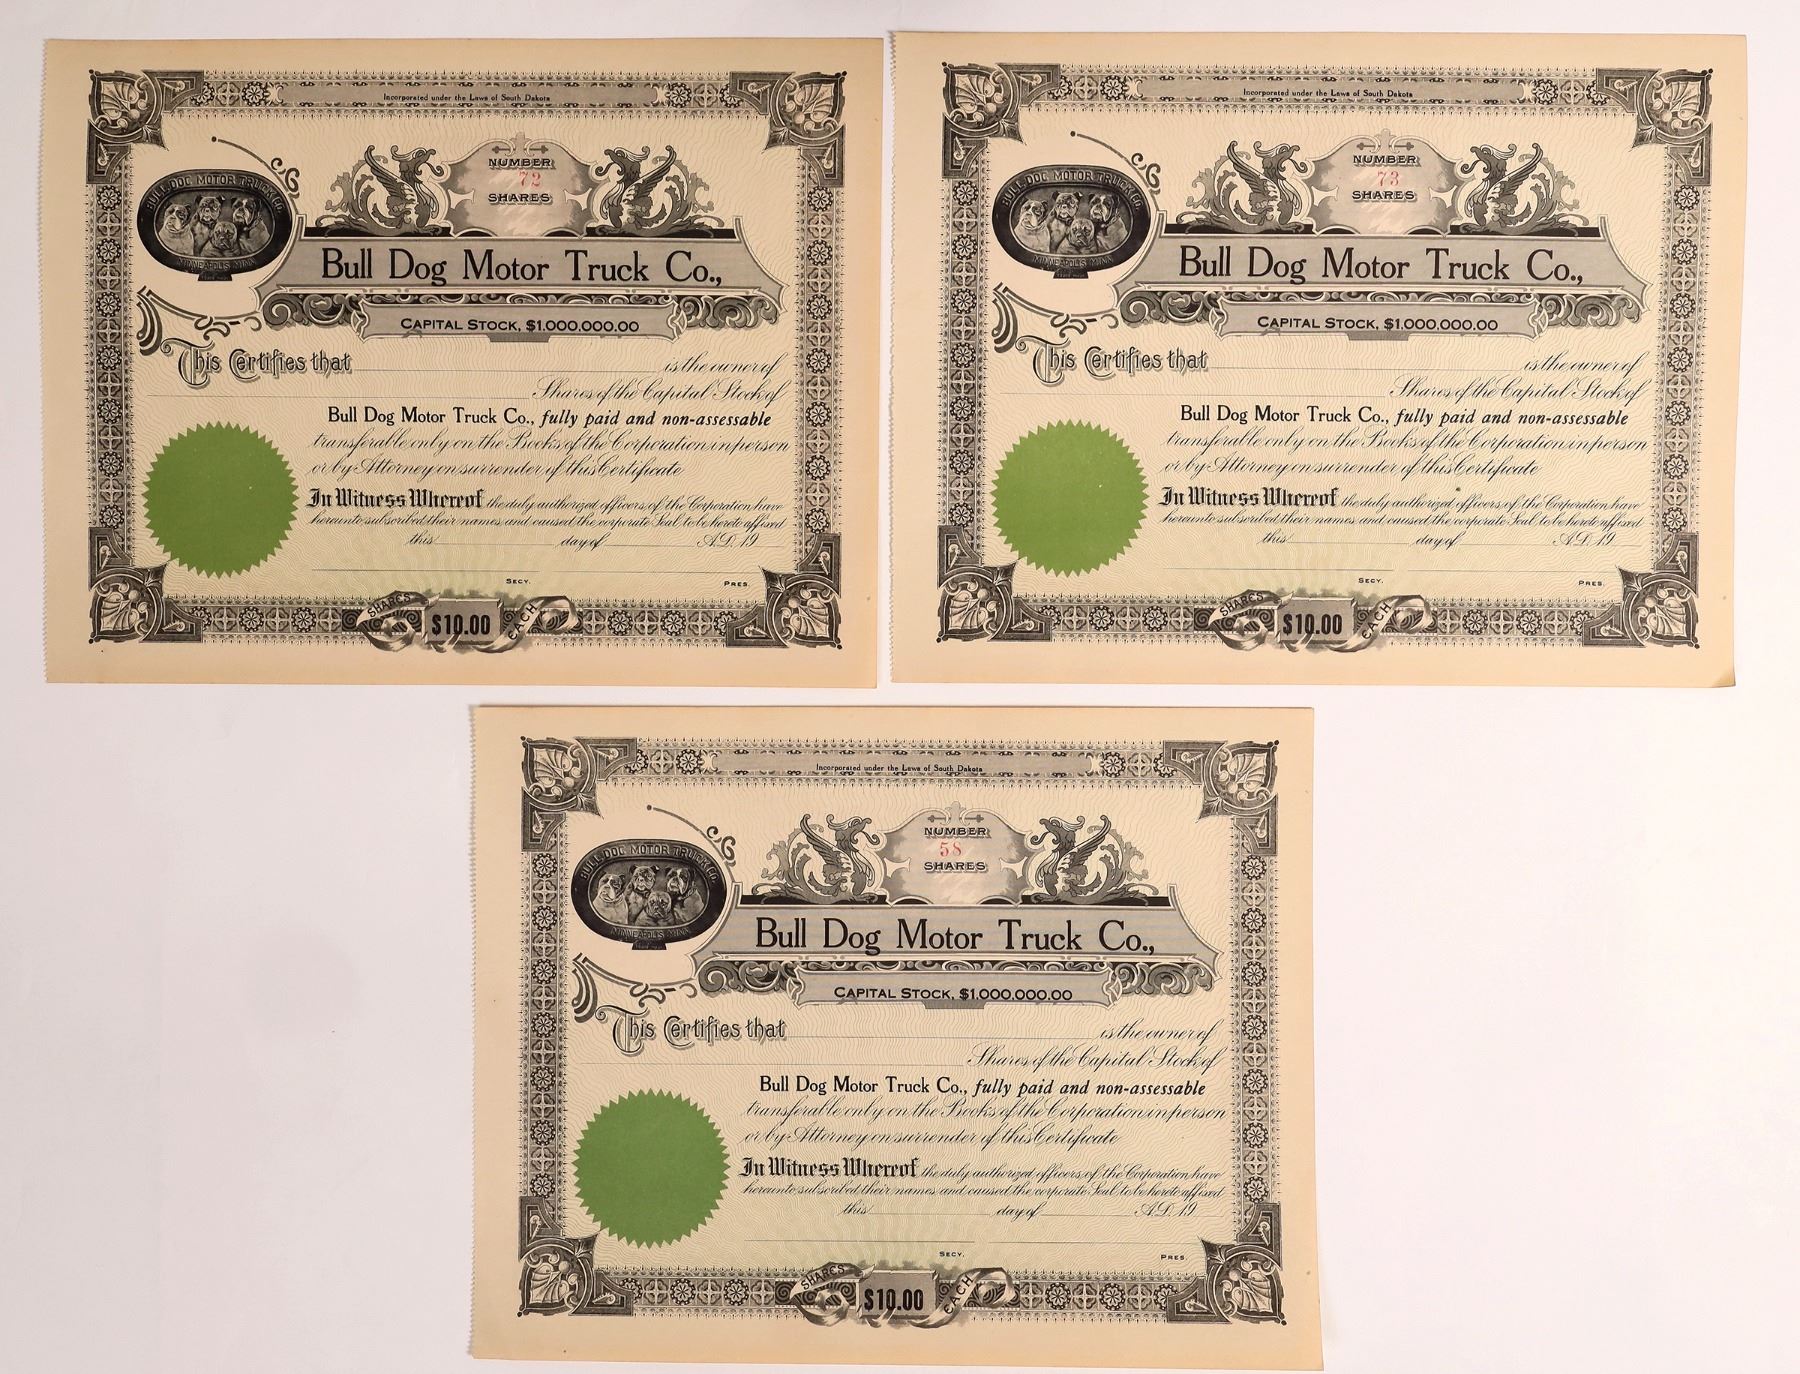 Incorporated under the Laws of South Dakota
BULL DOG MOTOR TRUCK CO.
MINNEAPOLIS MINN
NUMBER
72
SHARES
Bull Dog Motor Truck Co.,
CAPITAL STOCK, $1,000,000.00
This Certifies that is the owner of
Shares of the Capital Stock of
Bull Dog Motor Truck Co., fully paid and non-assessable
transferable only on the Books of the Corporation in person
or by Attorney on surrender of this Certificate
In Witness Whereof the duly authorized officers of the Corporation have
hereunto subscribed their names and caused the corporate Seal to be hereto affixed
this day of A.D. 19
SECY. PRES.
SHARES $10.00 EACH
Incorporated under the Laws of South Dakota
BULL DOG MOTOR TRUCK CO.
MINNEAPOLIS MINN
NUMBER
73
SHARES
Bull Dog Motor Truck Co.,
CAPITAL STOCK, $1,000,000.00
This Certifies that is the owner of
Shares of the Capital Stock of
Bull Dog Motor Truck Co., fully paid and non-assessable
transferable only on the Books of the Corporation in person
or by Attorney on surrender of this Certificate
In Witness Whereof the duly authorized officers of the Corporation have
hereunto subscribed their names and caused the corporate Seal to be hereto affixed
this day of A.D. 19
SECY. PRES.
SHARES $10.00 EACH
Incorporated under the Laws of South Dakota
BULL DOG MOTOR TRUCK CO.
MINNEAPOLIS MINN
NUMBER
58
SHARES
Bull Dog Motor Truck Co.,
CAPITAL STOCK, $1,000,000.00
This Certifies that is the owner of
Shares of the Capital Stock of
Bull Dog Motor Truck Co., fully paid and non-assessable
transferable only on the Books of the Corporation in person
or by Attorney on surrender of this Certificate
In Witness Whereof the duly authorized officers of the Corporation have
hereunto subscribed their names and caused the corporate Seal to be hereto affixed
this day of A.D. 19
SECY. PRES.
SHARES $10.00 EACH